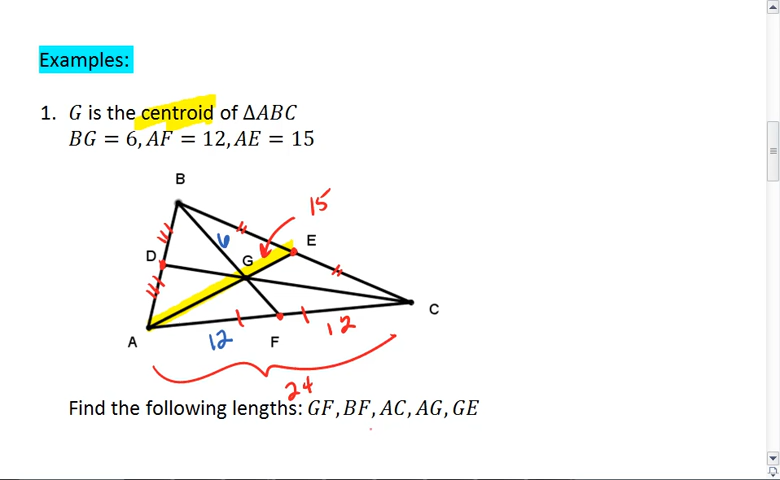 Examples:
1. G is the centroid of ΔABC
BG = 6, AF = 12, AE = 15
B
15
6
E
D
G
C
A
12
F
12
24
Find the following lengths: GF, BF, AC, AG, GE